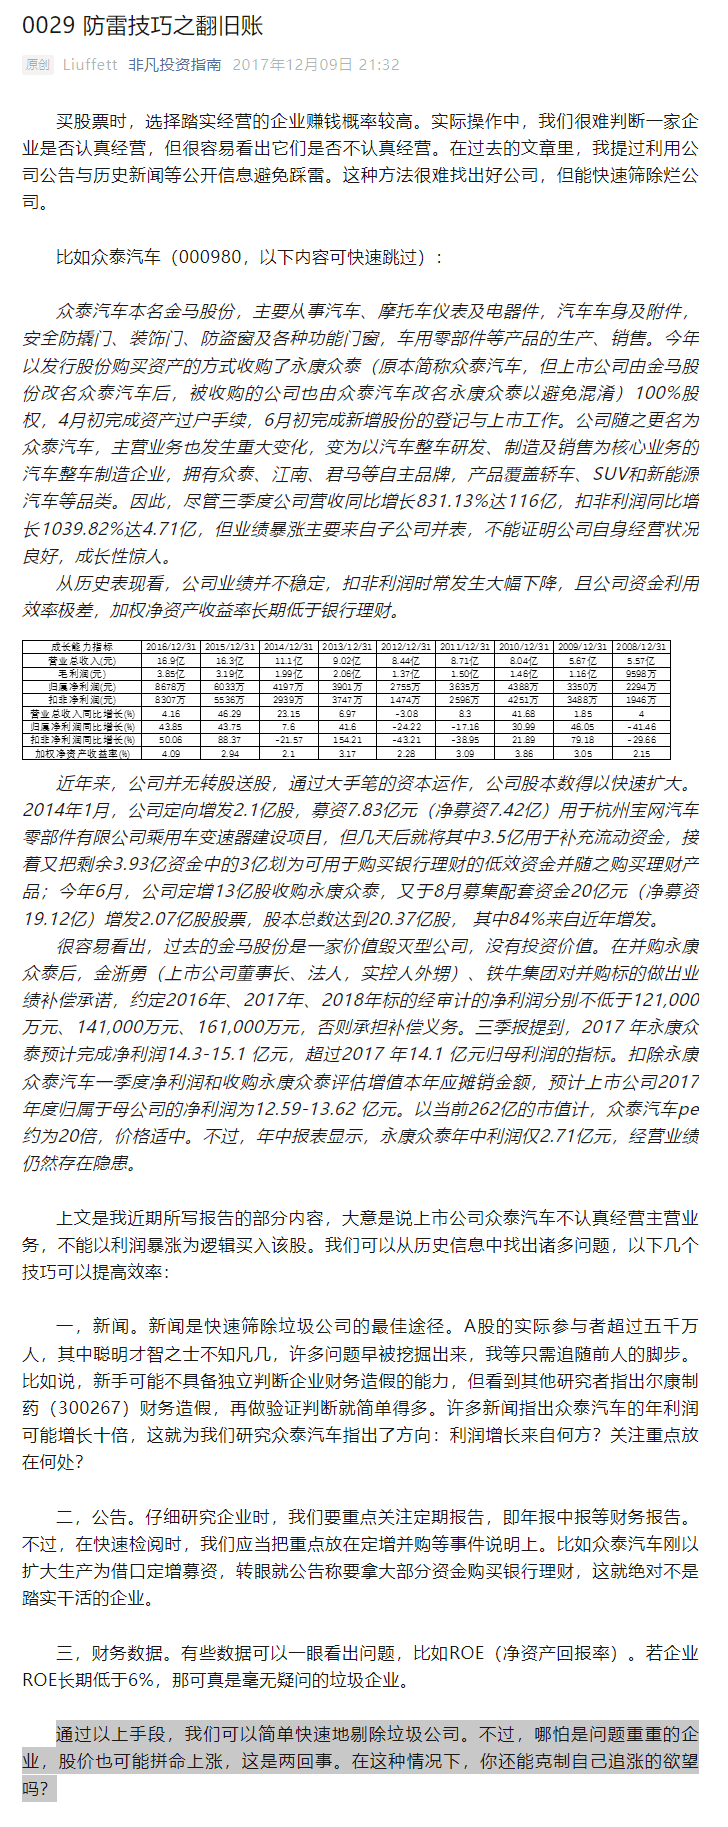 0029 防雷技巧之翻旧账
原创 Liuffett 非凡投资指南 2017年12月09日 21:32
买股票时，选择踏实经营的企业赚钱概率较高。实际操作中，我们很难判断一家企
业是否认真经营，但很容易看出它们是否不认真经营。在过去的文章里，我提过利用公
司公告与历史新闻等公开信息避免踩雷。这种方法很难找出好公司，但能快速筛除烂公
司。
比如众泰汽车（000980，以下内容可快速跳过）：
众泰汽车本名金马股份，主要从事汽车、摩托车仪表及电器件，汽车车身及附件，
安全防撬门、装饰门、防盗窗及各种功能门窗，车用零部件等产品的生产、销售。今年
以发行股份购买资产的方式收购了永康众泰（原本简称众泰汽车，但上市公司由金马股
份改名众泰汽车后，被收购的公司也由众泰汽车改名永康众泰以避免混淆）100%股
权，4月初完成资产过户手续，6月初完成新增股份的登记与上市工作。公司随之更名为
众泰汽车，主营业务也发生重大变化，变为以汽车整车研发、制造及销售为核心业务的
汽车整车制造企业，拥有众泰、江南、君马等自主品牌，产品覆盖轿车、SUV和新能源
汽车等品类。因此，尽管三季度公司营收同比增长831.13%达116亿，扣非利润同比增
长1039.82%达4.71亿，但业绩暴涨主要来自子公司并表，不能证明公司自身经营状况
良好，成长性惊人。
从历史表现看，公司业绩并不稳定，扣非利润时常发生大幅下降，且公司资金利用
效率极差，加权净资产收益率长期低于银行理财。
成长能力指标 2016/12/31 2015/12/31 2014/12/31 2013/12/31 2012/12/31 2011/12/31 2010/12/31 2009/12/31 2008/12/31
营业总收入(元) 16.9亿 16.3亿 11.1亿 9.02亿 8.44亿 8.71亿 8.04亿 5.67亿 5.57亿
毛利润(元) 3.85亿 3.19亿 1.99亿 2.06亿 1.37亿 1.50亿 1.46亿 1.16亿 9598万
归属净利润(元) 8678万 6033万 4197万 3901万 2755万 3635万 4388万 3350万 2294万
扣非净利润(元) 8307万 5536万 2939万 3747万 1474万 2596万 4251万 3488万 1946万
营业总收入同比增长(%) 4.16 46.29 23.15 6.97 -3.08 8.3 41.68 1.85 4
归属净利润同比增长(%) 43.85 43.75 7.6 41.6 -24.22 -17.16 30.99 46.05 -41.46
扣非净利润同比增长(%) 50.06 88.37 -21.57 154.21 -43.21 -38.95 21.89 79.18 -29.66
加权净资产收益率(%) 4.09 2.94 2.1 3.17 2.28 3.09 3.86 3.05 2.15
近年来，公司并无转股送股，通过大手笔的资本运作，公司股本数得以快速扩大。
2014年1月，公司定向增发2.1亿股，募资7.83亿元（净募资7.42亿）用于杭州宝网汽车
零部件有限公司乘用车变速器建设项目，但几天后就将其中3.5亿用于补充流动资金，接
着又把剩余3.93亿资金中的3亿划为可用于购买银行理财的低效资金并随之购买理财产
品；今年6月，公司定增13亿股收购永康众泰，又于8月募集配套资金20亿元（净募资
19.12亿）增发2.07亿股股票，股本总数达到20.37亿股， 其中84%来自近年增发。
很容易看出，过去的金马股份是一家价值毁灭型公司，没有投资价值。在并购永康
众泰后，金浙勇（上市公司董事长、法人，实控人外甥）、铁牛集团对并购标的做出业
绩补偿承诺，约定2016年、2017年、2018年标的经审计的净利润分别不低于121,000
万元、141,000万元、161,000万元，否则承担补偿义务。三季报提到，2017 年永康众
泰预计完成净利润14.3-15.1 亿元，超过2017 年14.1 亿元归母利润的指标。扣除永康
众泰汽车一季度净利润和收购永康众泰评估增值本年应摊销金额，预计上市公司2017
年度归属于母公司的净利润为12.59-13.62 亿元。以当前262亿的市值计，众泰汽车pe
约为20倍，价格适中。不过，年中报表显示，永康众泰年中利润仅2.71亿元，经营业绩
仍然存在隐患。
上文是我近期所写报告的部分内容，大意是说上市公司众泰汽车不认真经营主营业
务，不能以利润暴涨为逻辑买入该股。我们可以从历史信息中找出诸多问题，以下几个
技巧可以提高效率：
一，新闻。新闻是快速筛除垃圾公司的最佳途径。A股的实际参与者超过五千万
人，其中聪明才智之士不知凡几，许多问题早被挖掘出来，我等只需追随前人的脚步。
比如说，新手可能不具备独立判断企业财务造假的能力，但看到其他研究者指出尔康制
药（300267）财务造假，再做验证判断就简单得多。许多新闻指出众泰汽车的年利润
可能增长十倍，这就为我们研究众泰汽车指出了方向：利润增长来自何方？关注重点放
在何处？
二，公告。仔细研究企业时，我们要重点关注定期报告，即年报中报等财务报告。
不过，在快速检阅时，我们应当把重点放在定增并购等事件说明上。比如众泰汽车刚以
扩大生产为借口定增募资，转眼就公告称要拿大部分资金购买银行理财，这就绝对不是
踏实干活的企业。
三，财务数据。有些数据可以一眼看出问题，比如ROE（净资产回报率）。若企业
ROE长期低于6%，那可真是毫无疑问的垃圾企业。
通过以上手段，我们可以简单快速地剔除垃圾公司。不过，哪怕是问题重重的企
业，股价也可能拼命上涨，这是两回事。在这种情况下，你还能克制自己追涨的欲望
吗？